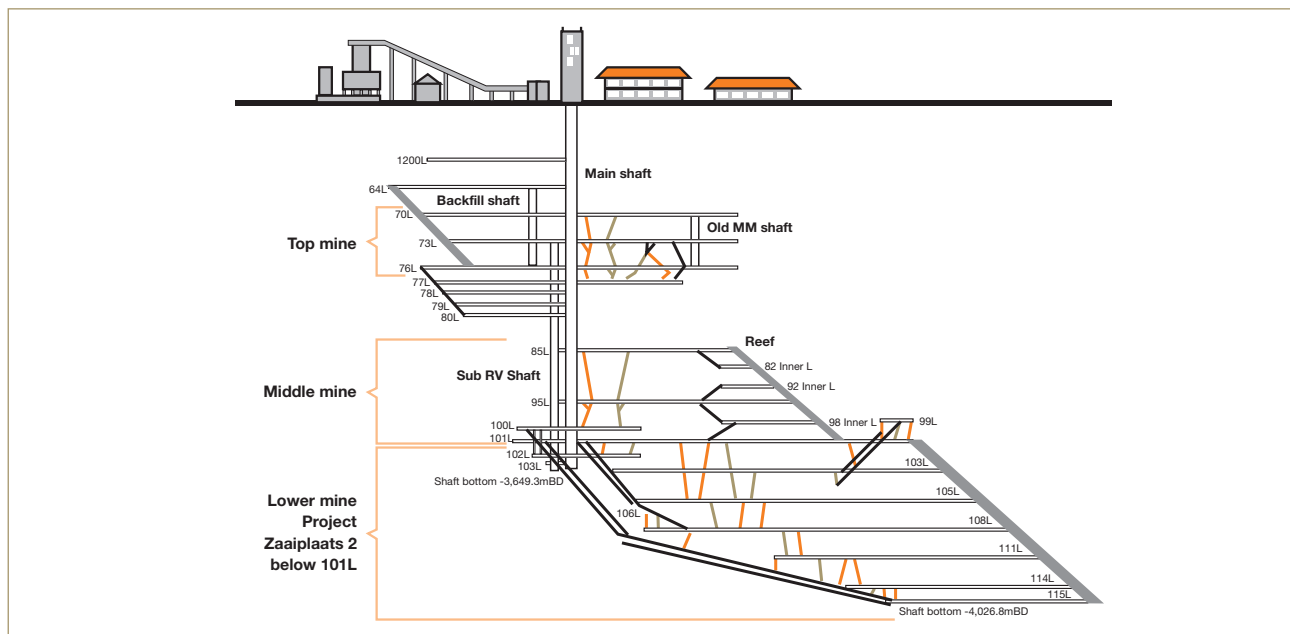 1200L
Main shaft
64L
Backfill shaft
70L
Old MM shaft
Top mine
73L
76L
77L
78L
79L
80L
Reef
85L
82 Inner L
Sub RV Shaft
Middle mine
92 Inner L
95L
98 Inner L
99L
100L
101L
102L
103L
103L
Shaft bottom -3,649.3mBD
Lower mine
Project
Zaaiplaats 2
below 101L
105L
106L
108L
111L
114L
115L
Shaft bottom -4,026.8mBD